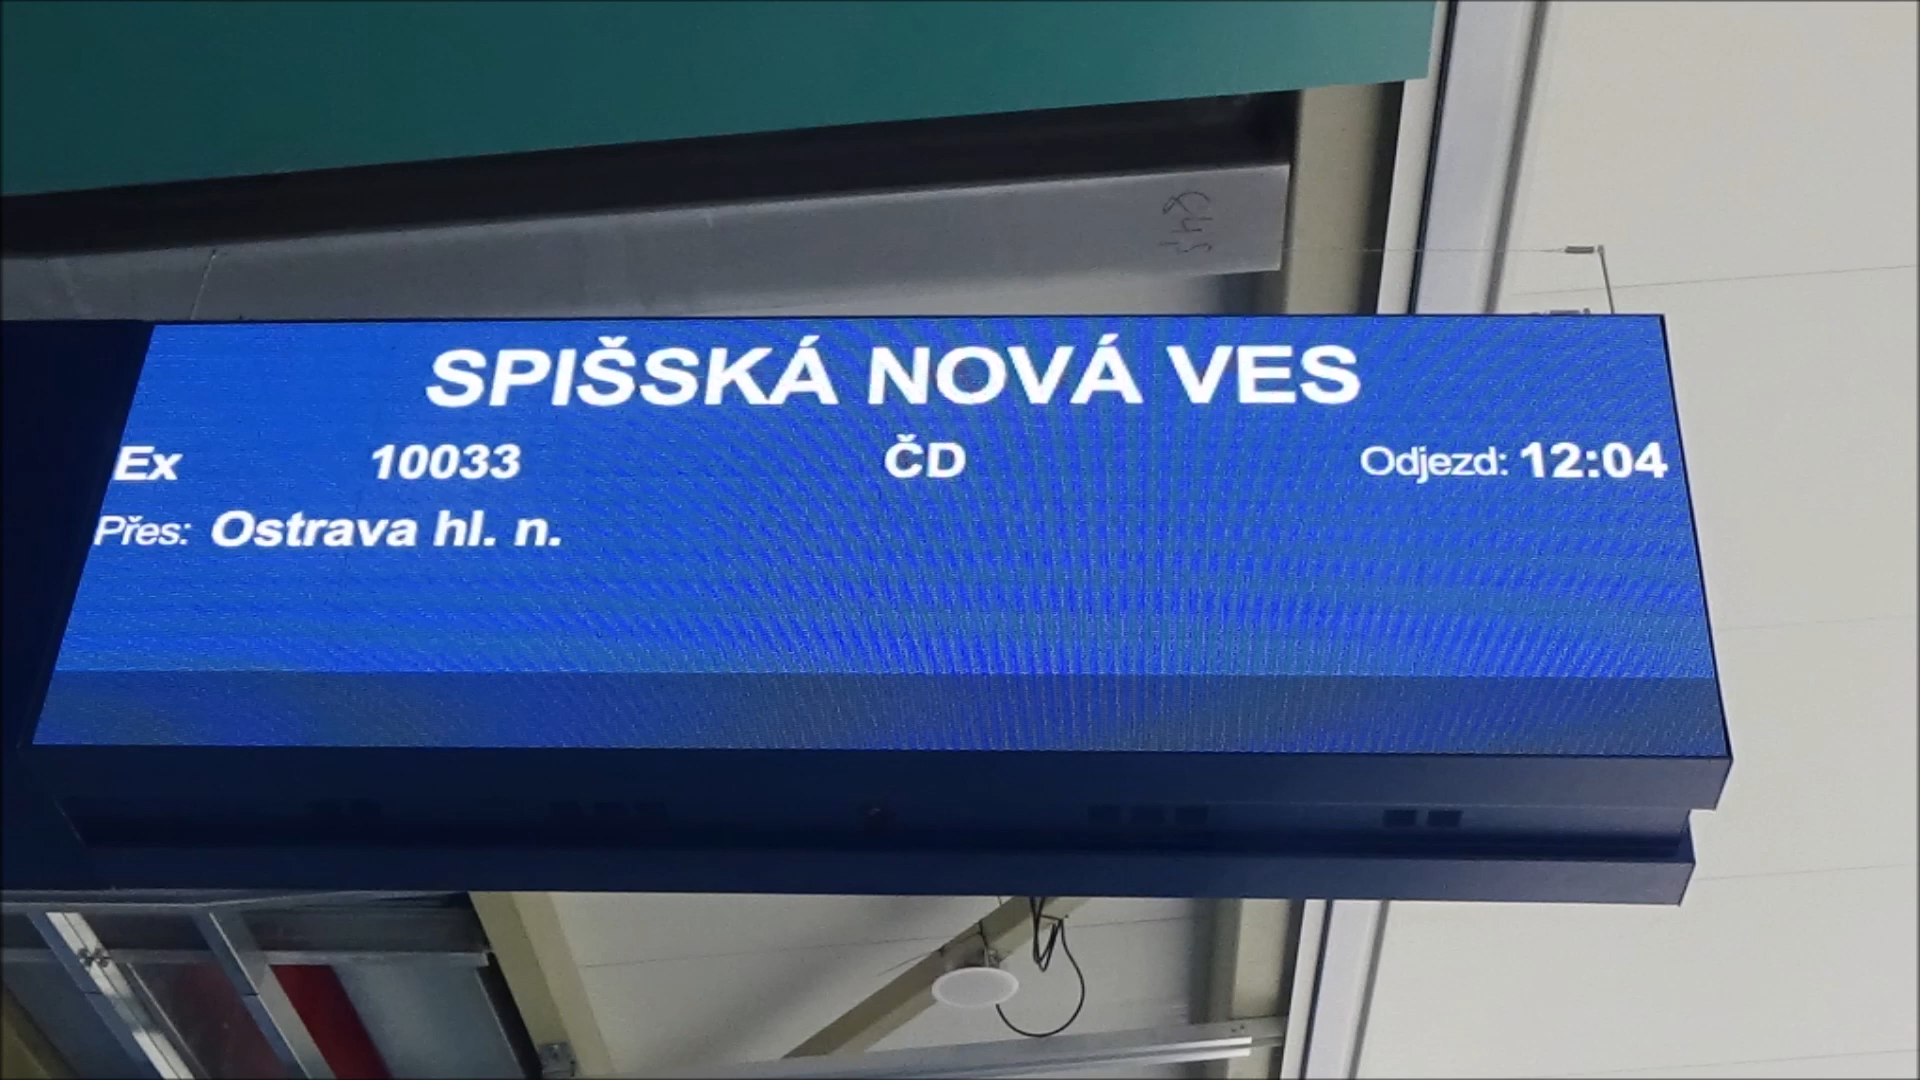 SPIŠSKÁ NOVÁ VES
Ex 10033 ČD Odjezd: 12:04
Přes: Ostrava hl. n.